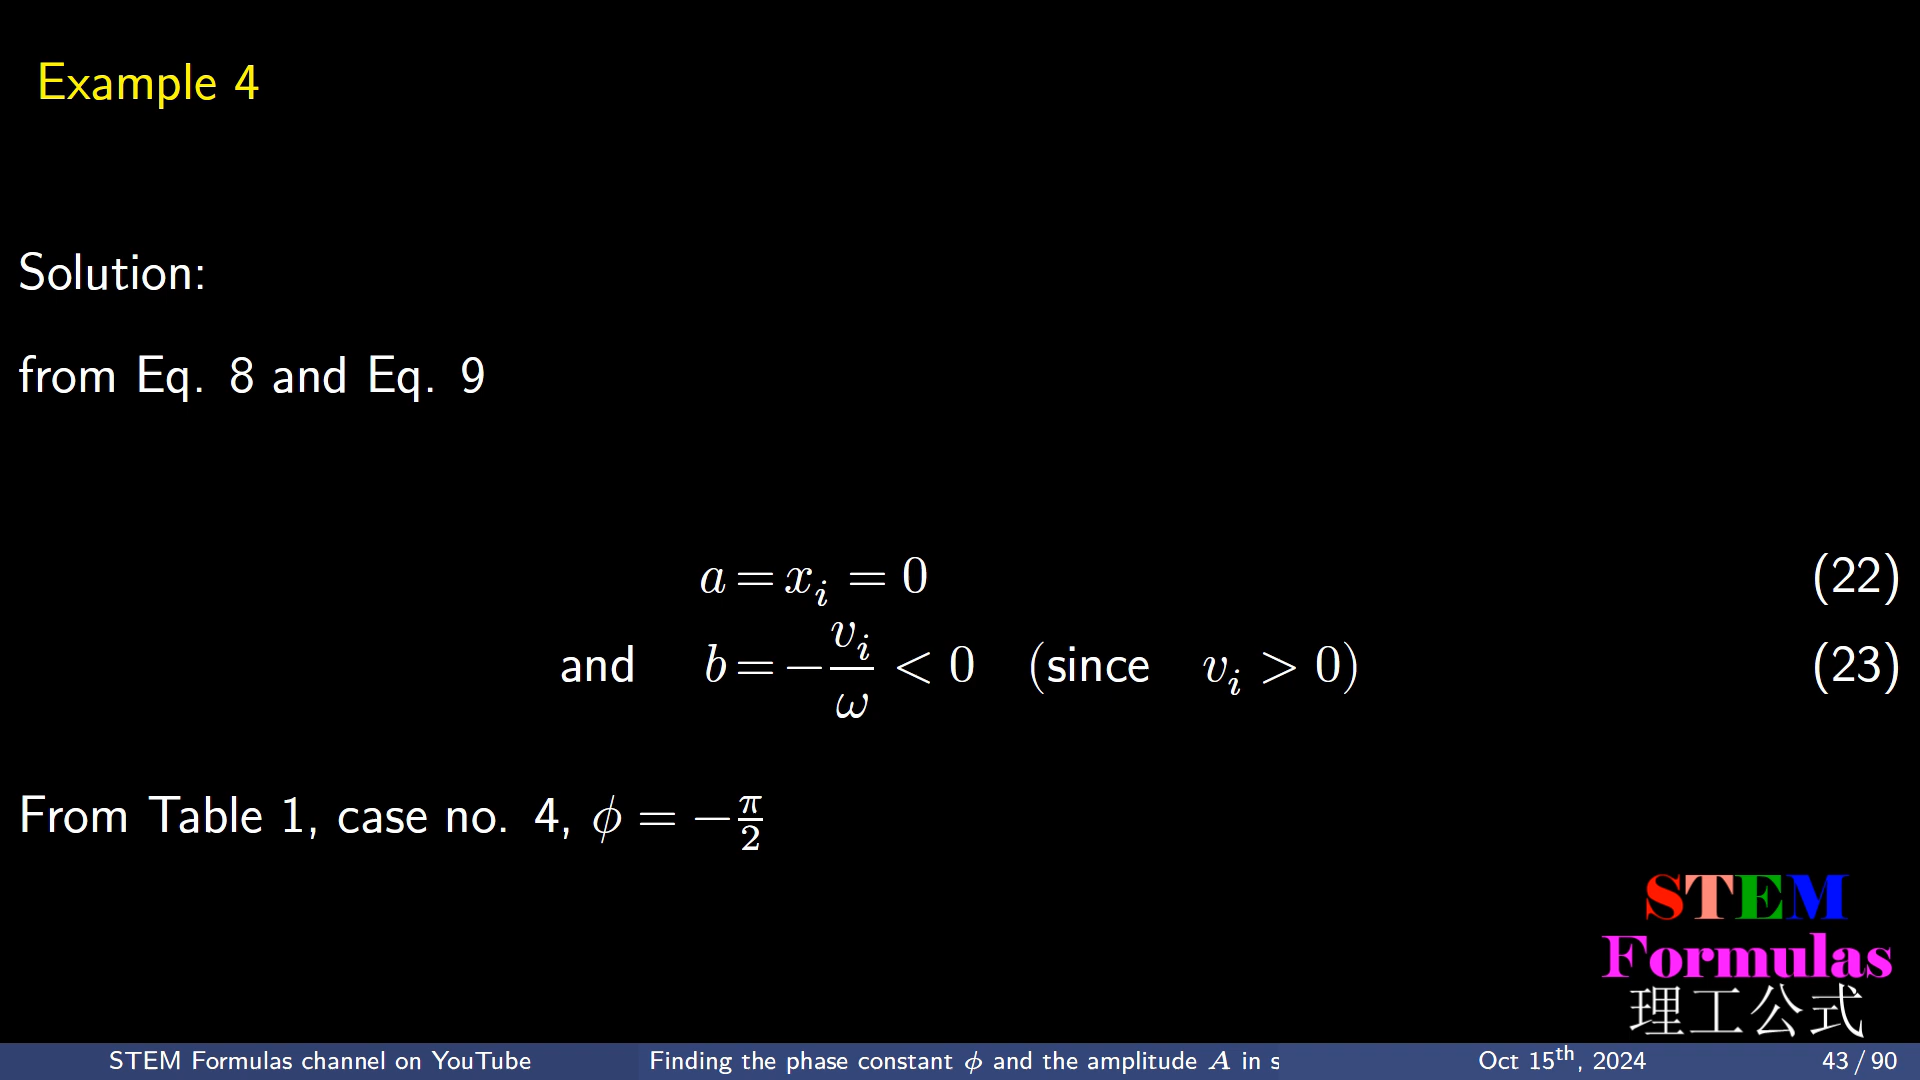 Example 4
Solution:
from Eq. 8 and Eq. 9
a = x_i = 0 (22)
and b = −\frac{v_i}{ω} < 0 (since v_i > 0) (23)
From Table 1, case no. 4, ϕ = −\frac{π}{2}
STEM
Formulas
理工公式
STEM Formulas channel on YouTube Finding the phase constant ϕ and the amplitude A in s Oct 15th, 2024 43 / 90